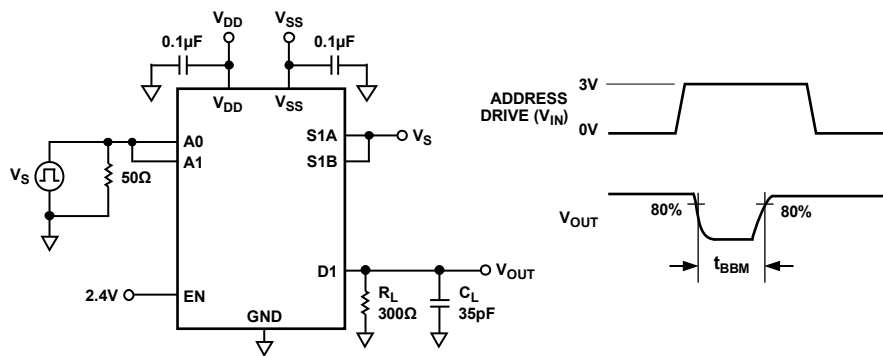 VDD
VSS
0.1µF
0.1µF
VDD
VSS
A0
A1
S1A
S1B
VS
VS
50Ω
D1
VOUT
2.4V
EN
RL
300Ω
CL
35pF
GND
ADDRESS
DRIVE (VIN)
3V
0V
VOUT
80%
80%
tBBM